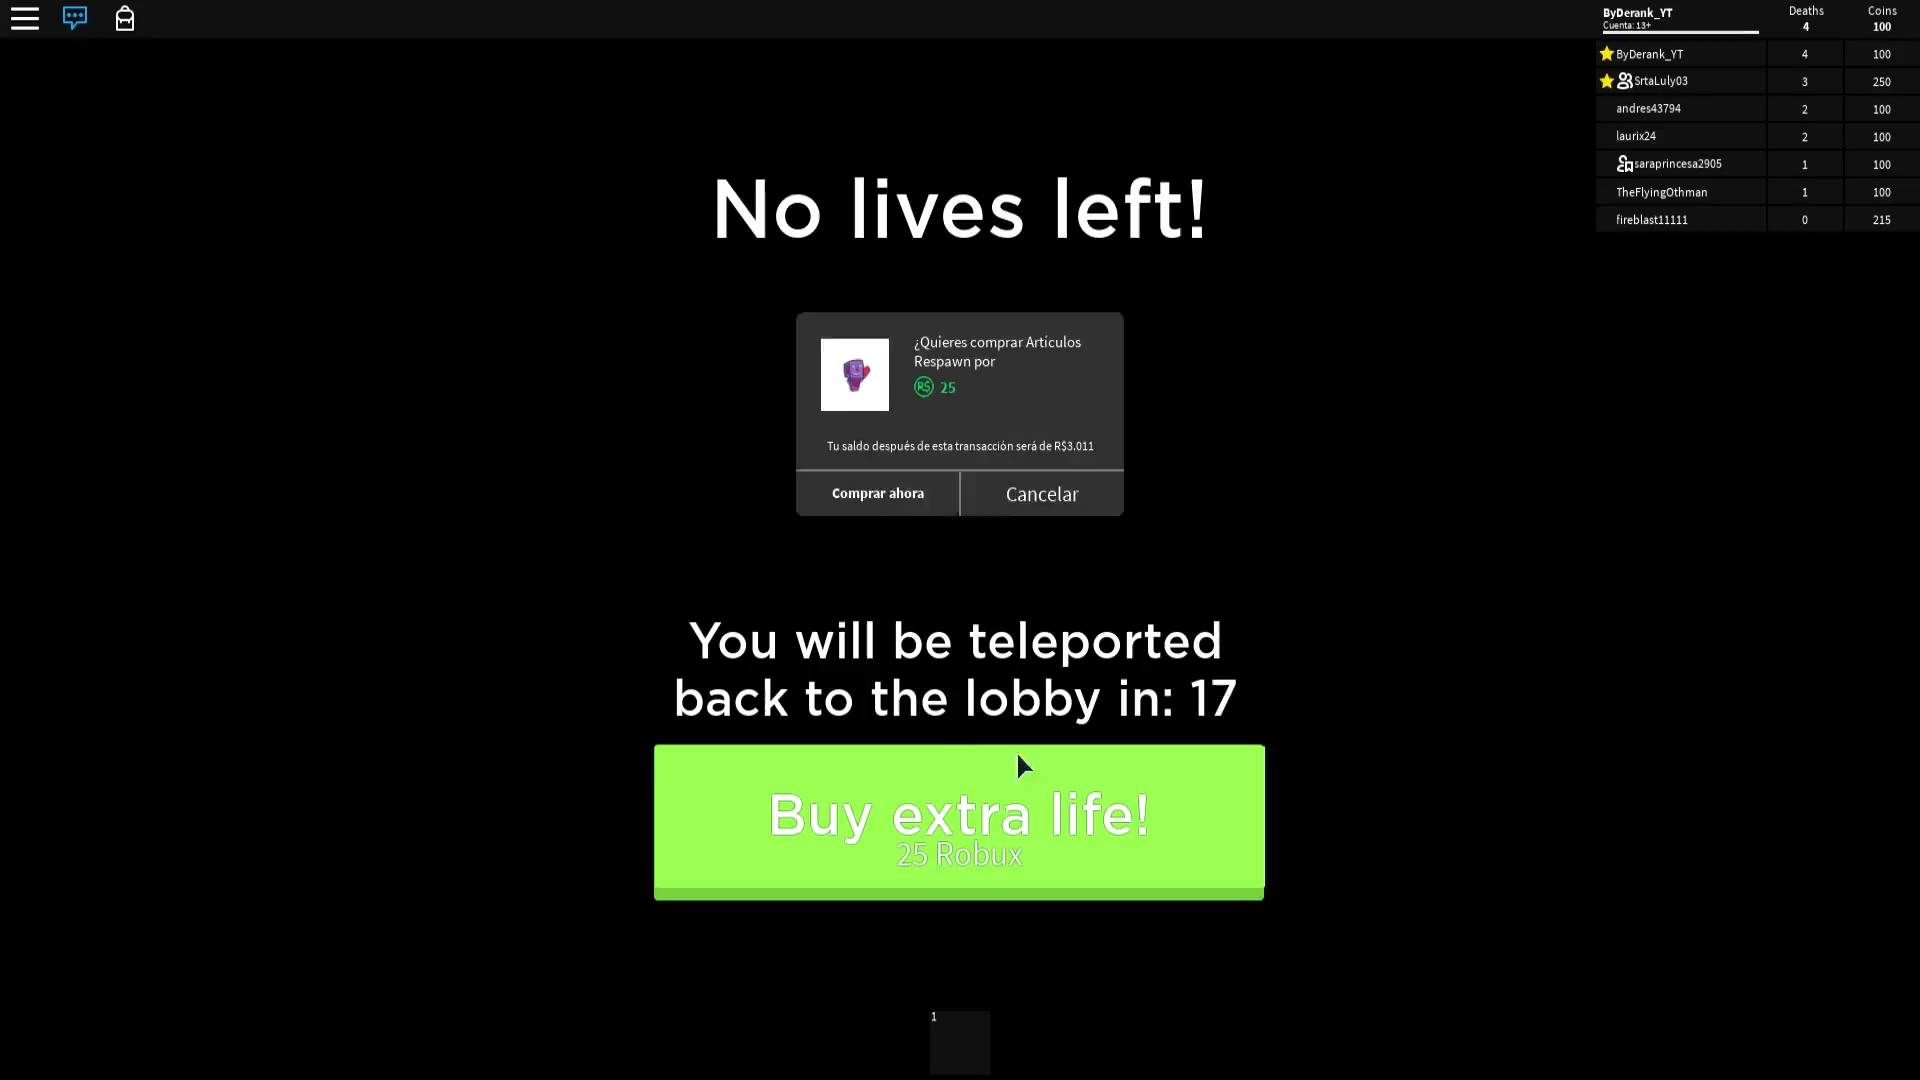 ByDerank_YT Deaths Coins
Cuenta: 13+ 4 100
ByDerank_YT 4 100
SrtaLuly03 3 250
andres43794 2 100
laurix24 2 100
saraprincesa2905 1 100
TheFlyingOthman 1 100
fireblast11111 0 215
No lives left!
¿Quieres comprar Artículos
Respawn por
R$ 25
Tu saldo después de esta transacción será de R$3.011
Comprar ahora Cancelar
You will be teleported
back to the lobby in: 17
Buy extra life!
25 Robux
1